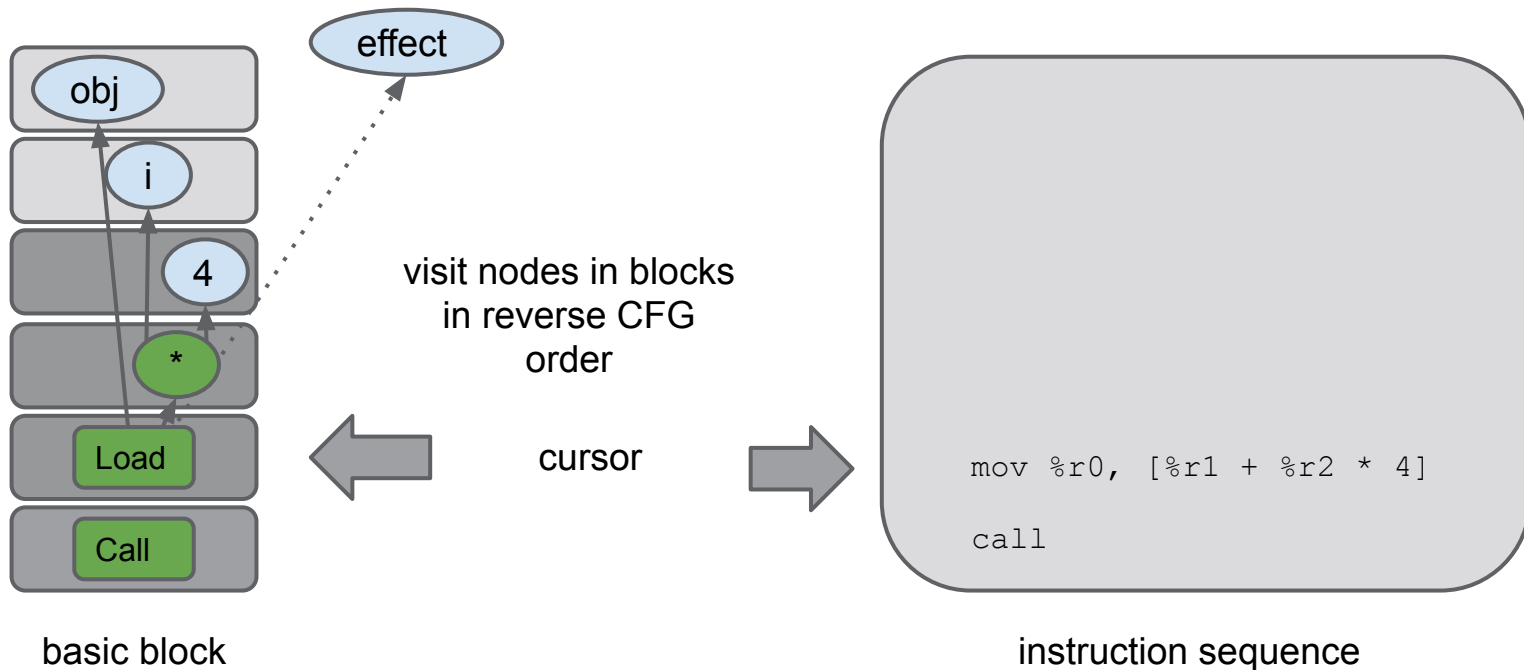 effect
obj
i
4
*
Load
Call
basic block
visit nodes in blocks
in reverse CFG
order
cursor
mov %r0, [%r1 + %r2 * 4]
call
instruction sequence